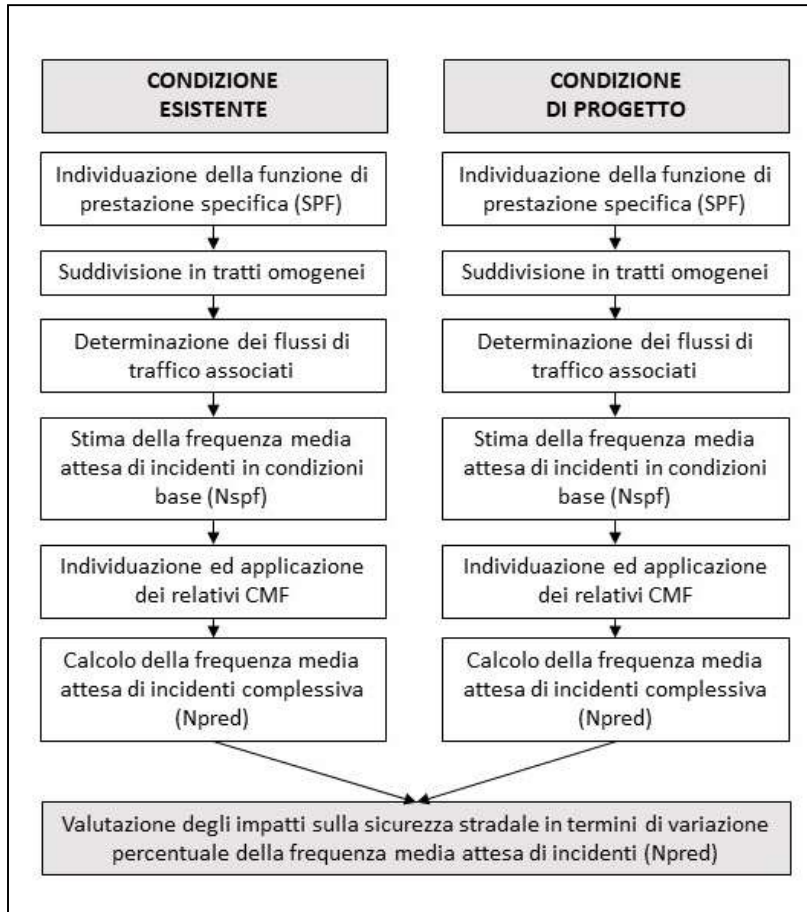 CONDIZIONE
ESISTENTE
Individuazione della funzione di
prestazione specifica (SPF)
Suddivisione in tratti omogenei
Determinazione dei flussi di
traffico associati
Stima della frequenza media
attesa di incidenti in condizioni
base (Nspf)
Individuazione ed applicazione
dei relativi CMF
Calcolo della frequenza media
attesa di incidenti complessiva
(Npred)
CONDIZIONE
DI PROGETTO
Individuazione della funzione di
prestazione specifica (SPF)
Suddivisione in tratti omogenei
Determinazione dei flussi di
traffico associati
Stima della frequenza media
attesa di incidenti in condizioni
base (Nspf)
Individuazione ed applicazione
dei relativi CMF
Calcolo della frequenza media
attesa di incidenti complessiva
(Npred)
Valutazione degli impatti sulla sicurezza stradale in termini di variazione
percentuale della frequenza media attesa di incidenti (Npred)